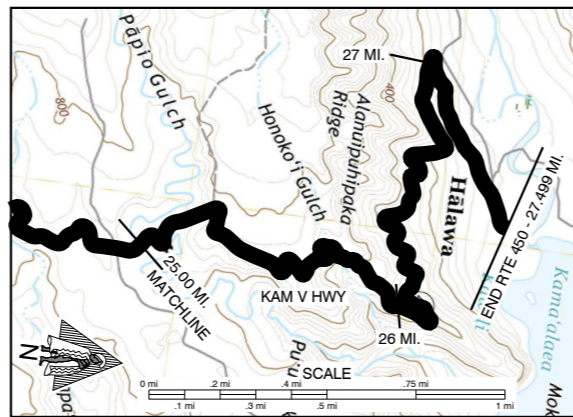 Pāpio Gulch
800
Honoko'i Gulch
Alanuipuhipaka
Ridge
400
27 MI.
Hālawa
END RTE 450 - 27.499 MI.
Kama'alaea
25.00 MI.
MATCHLINE
KAM V HWY
26 MI.
Pu'u
Mok
N
SCALE
0 mi .2 mi .4 mi .75 mi
.1 mi .3 mi .5 mi 1 mi